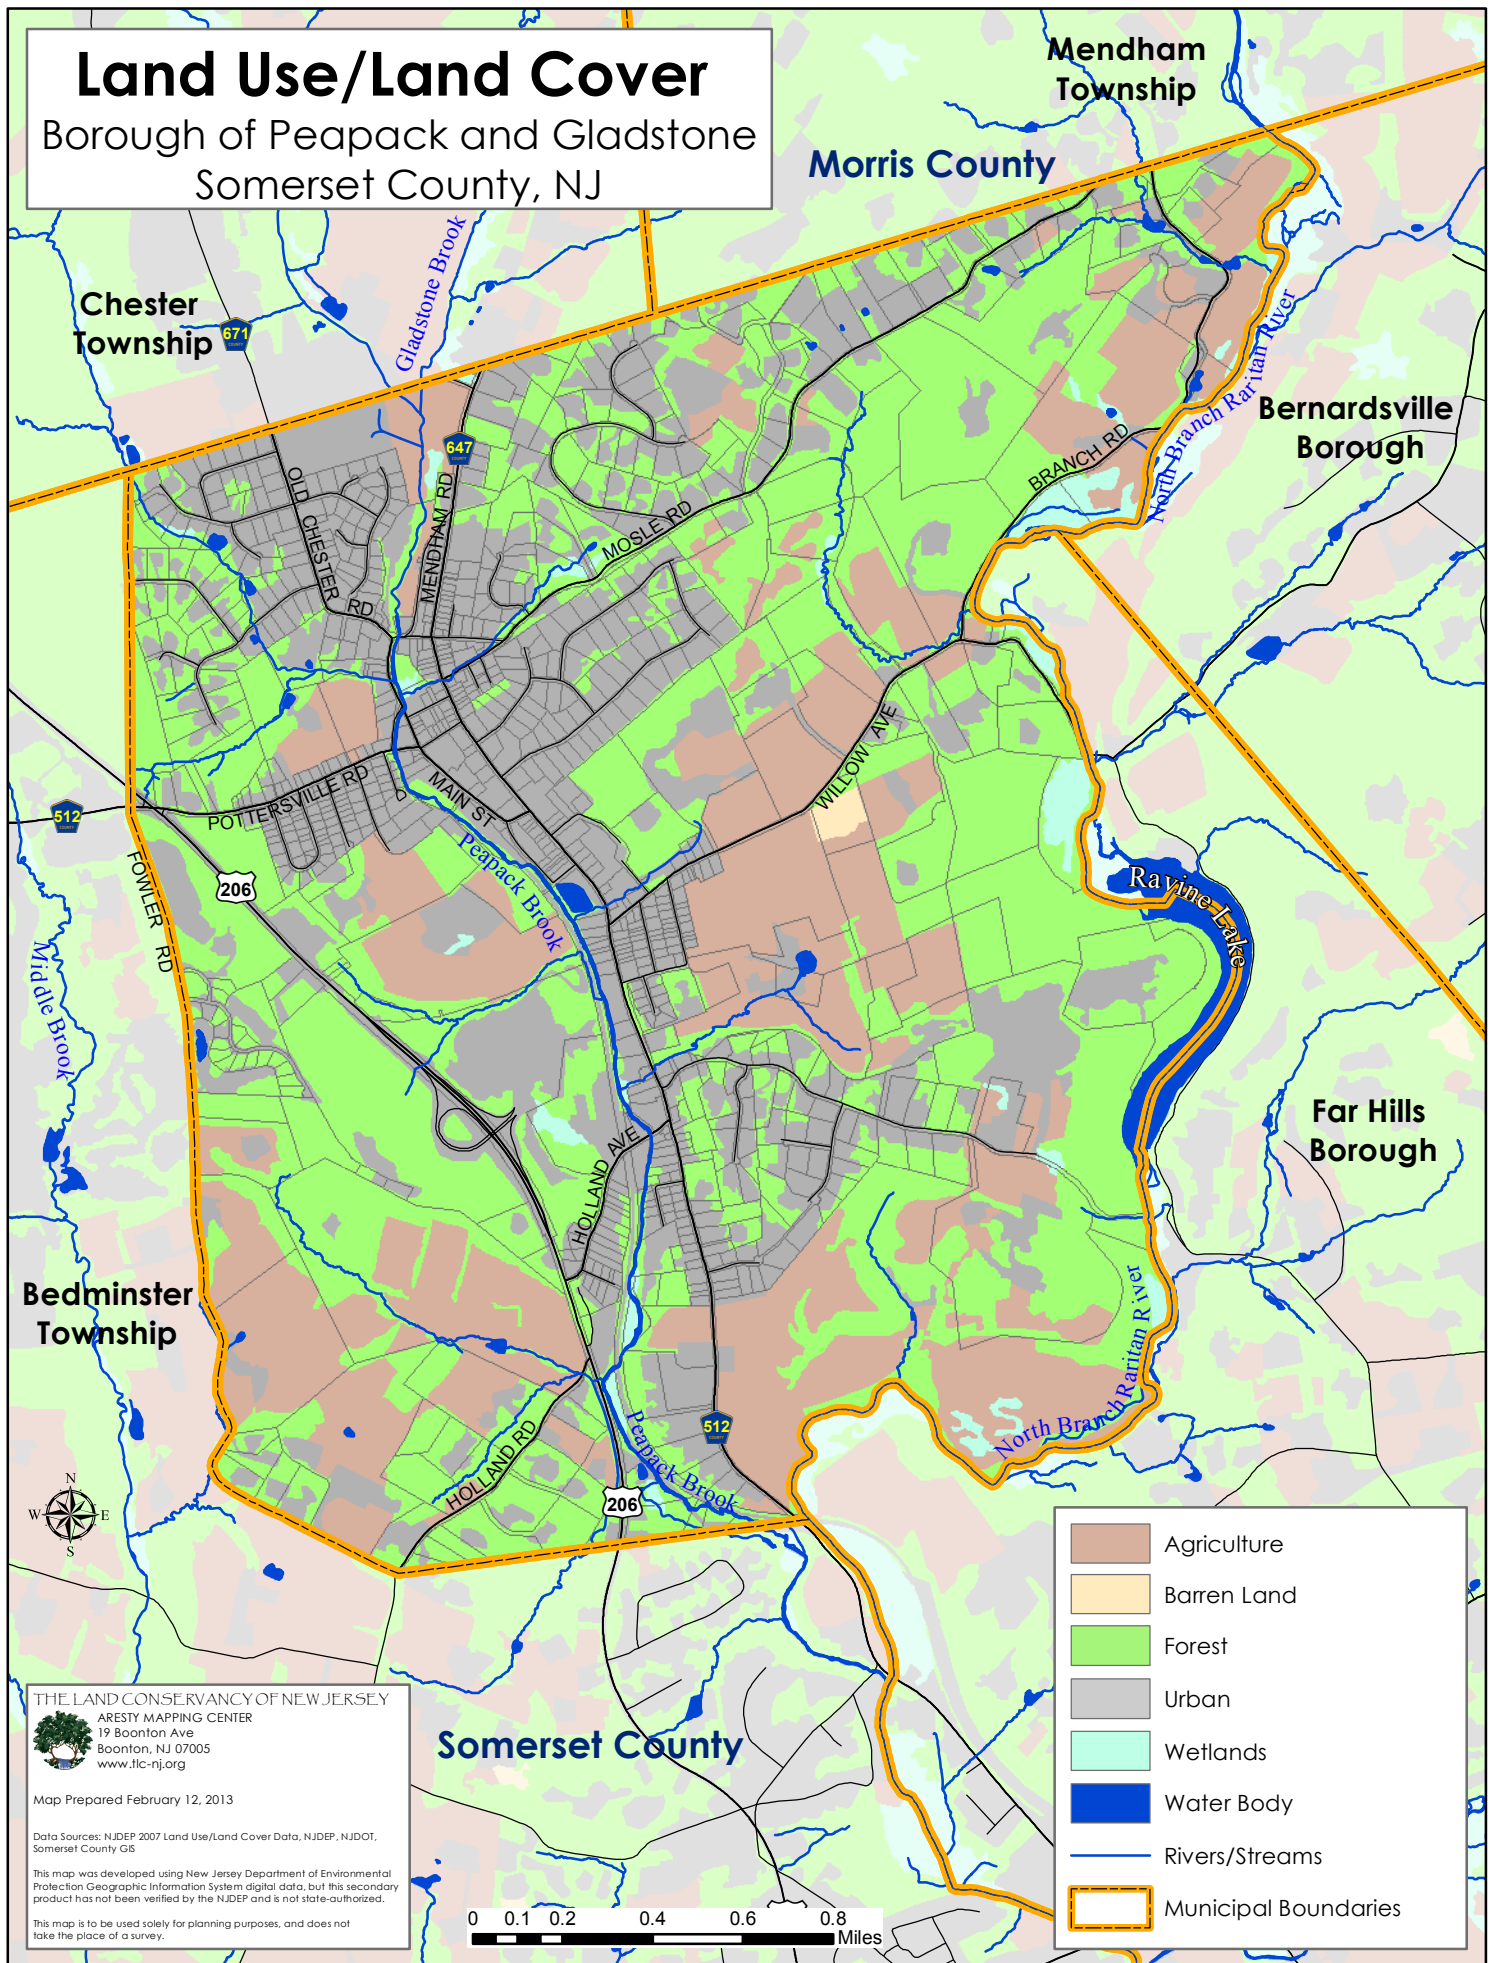 Land Use/Land Cover
Borough of Peapack and Gladstone
Somerset County, NJ
Mendham
Township
Morris County
Gladstone Brook
Chester
Township
671
COUNTY
North Branch Raritan River
Bernardsville
Borough
647
COUNTY
OLD CHESTER RD
MENDHAM RD
MOSLE RD
BRANCH RD
WILLOW AVE
POTTERSVILLE RD
MAIN ST
512
COUNTY
FOWLER RD
206
Peapack Brook
Ravine Lake
Middle Brook
Far Hills
Borough
HOLLAND AVE
Bedminster
Township
North Branch Raritan River
North Branch Raritan River
512
COUNTY
HOLLAND RD
Peapack Brook
206
N
W
E
S
Agriculture
Barren Land
Forest
Urban
Wetlands
Water Body
Rivers/Streams
Municipal Boundaries
Somerset County
THE LAND CONSERVANCY OF NEW JERSEY
ARESTY MAPPING CENTER
19 Boonton Ave
Boonton, NJ 07005
www.tlc-nj.org
Map Prepared February 12, 2013
Data Sources: NJDEP 2007 Land Use/Land Cover Data, NJDEP, NJDOT,
Somerset County GIS
This map was developed using New Jersey Department of Environmental
Protection Geographic Information System digital data, but this secondary
product has not been verified by the NJDEP and is not state-authorized.
This map is to be used solely for planning purposes, and does not
take the place of a survey.
0 0.1 0.2 0.4 0.6 0.8
Miles